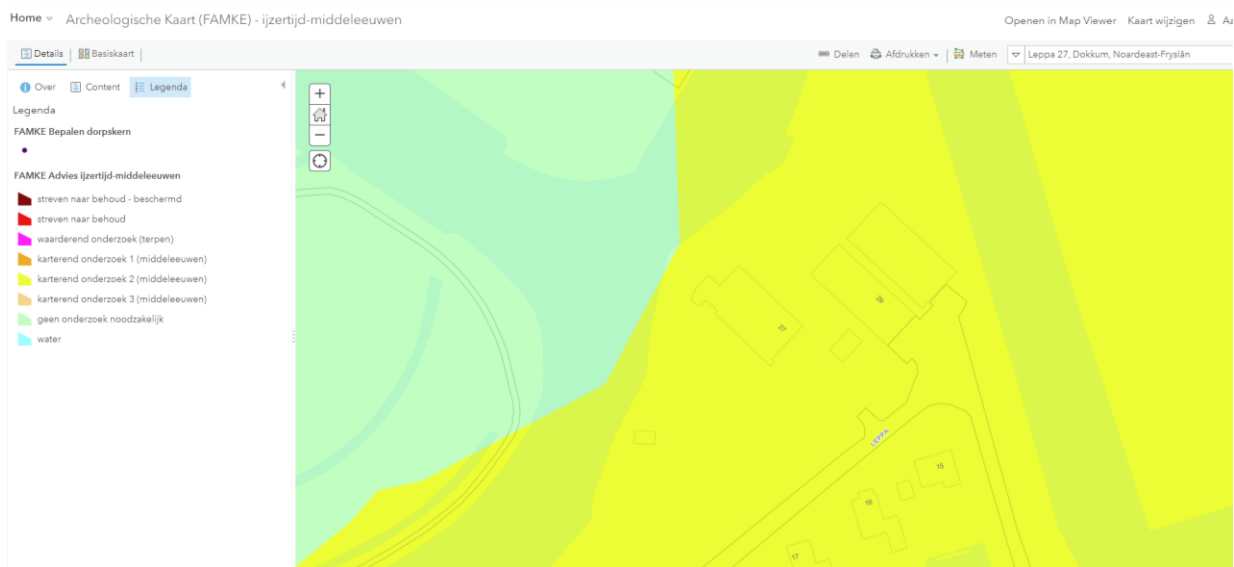 Home Archeologische Kaart (FAMKE) - ijzertijd-middeleeuwen
Openen in Map Viewer Kaart wijzigen Aa
Details Basiskaart
Delen Afdrukken Meten Leppa 27, Dokkum, Noardeast-Fryslân
Over Content Legenda
Legenda
FAMKE Bepalen dorpskern
FAMKE Advies ijzertijd-middeleeuwen
streven naar behoud - beschermd
streven naar behoud
waarderend onderzoek (terpen)
karterend onderzoek 1 (middeleeuwen)
karterend onderzoek 2 (middeleeuwen)
karterend onderzoek 3 (middeleeuwen)
geen onderzoek noodzakelijk
water
27
28
LEPPA
15
16
17